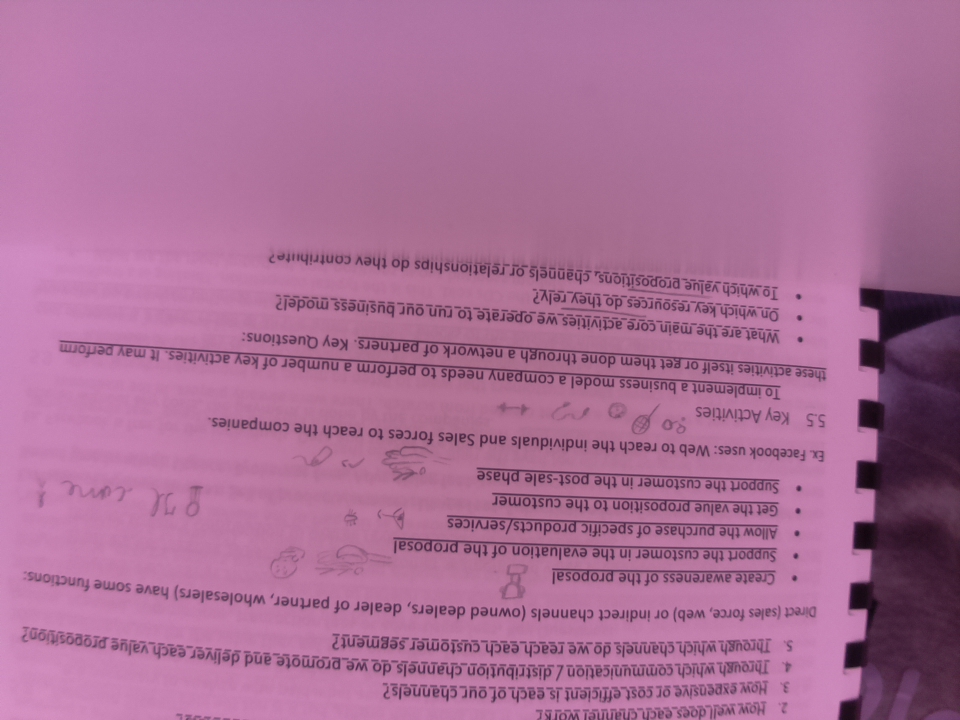 2. How well does each channel work?
3. How expensive or cost efficient is each of our channels?
4. Through which communication / distribution channels do we promote and deliver each value proposition?
5. Through which channels do we reach each customer segment?
Direct (sales force, web) or indirect channels (owned dealers, dealer of partner, wholesalers) have some functions:
• Create awareness of the proposal
• Support the customer in the evaluation of the proposal
• Allow the purchase of specific products/services
• Get the value proposition to the customer
• Support the customer in the post-sale phase
Ex. Facebook uses: Web to reach the individuals and Sales forces to reach the companies.
5.5 Key Activities
To implement a business model a company needs to perform a number of key activities. It may perform
these activities itself or get them done through a network of partners. Key Questions:
• What are the main core activities we operate to run our business model?
• On which key resources do they rely?
• To which value propositions, channels or relationships do they contribute?